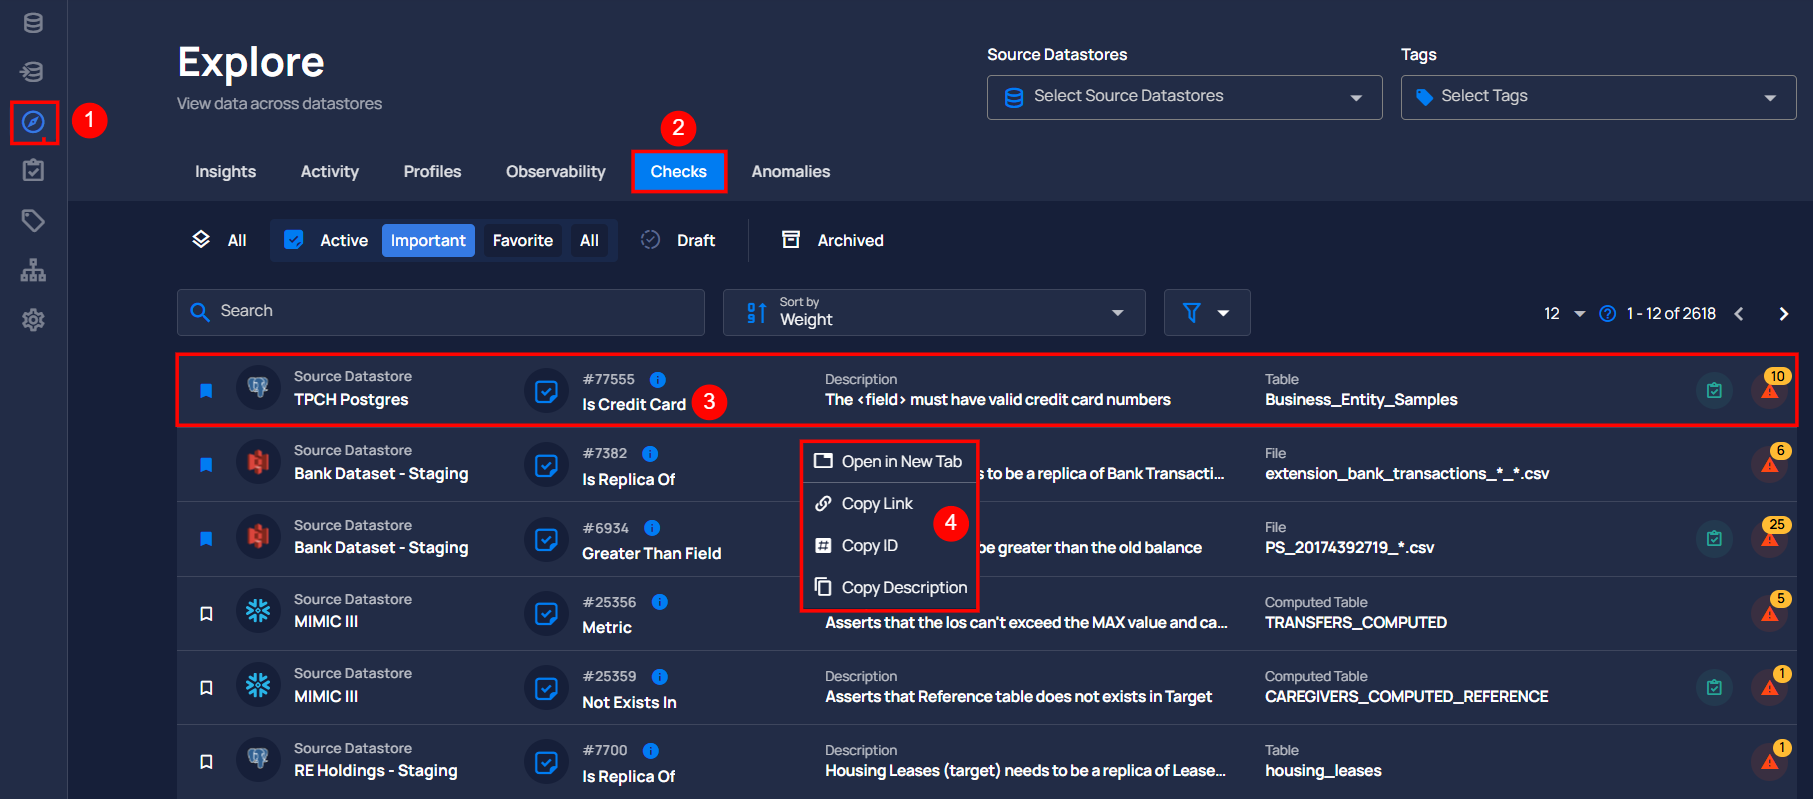 Explore
View data across datastores
Source Datastores
Select Source Datastores
Tags
Select Tags
1
2
Insights
Activity
Profiles
Observability
Checks
Anomalies
All
Active
Important
Favorite
All
Draft
Archived
Search
Sort by
Weight
12
1 - 12 of 2618
Source Datastore
TPCH Postgres
#77555
Is Credit Card
3
Description
The <field> must have valid credit card numbers
Table
Business_Entity_Samples
10
Source Datastore
Bank Dataset - Staging
#7382
Is Replica Of
s to be a replica of Bank Transacti...
File
extension_bank_transactions_*_*.csv
6
Source Datastore
Bank Dataset - Staging
#6934
Greater Than Field
be greater than the old balance
File
PS_20174392719_*.csv
25
Open in New Tab
Copy Link
Copy ID
Copy Description
4
Source Datastore
MIMIC III
#25356
Metric
Asserts that the los can't exceed the MAX value and ca...
Computed Table
TRANSFERS_COMPUTED
5
Source Datastore
MIMIC III
#25359
Not Exists In
Description
Asserts that Reference table does not exists in Target
Computed Table
CAREGIVERS_COMPUTED_REFERENCE
1
Source Datastore
RE Holdings - Staging
#7700
Is Replica Of
Description
Housing Leases (target) needs to be a replica of Lease...
Table
housing_leases
1